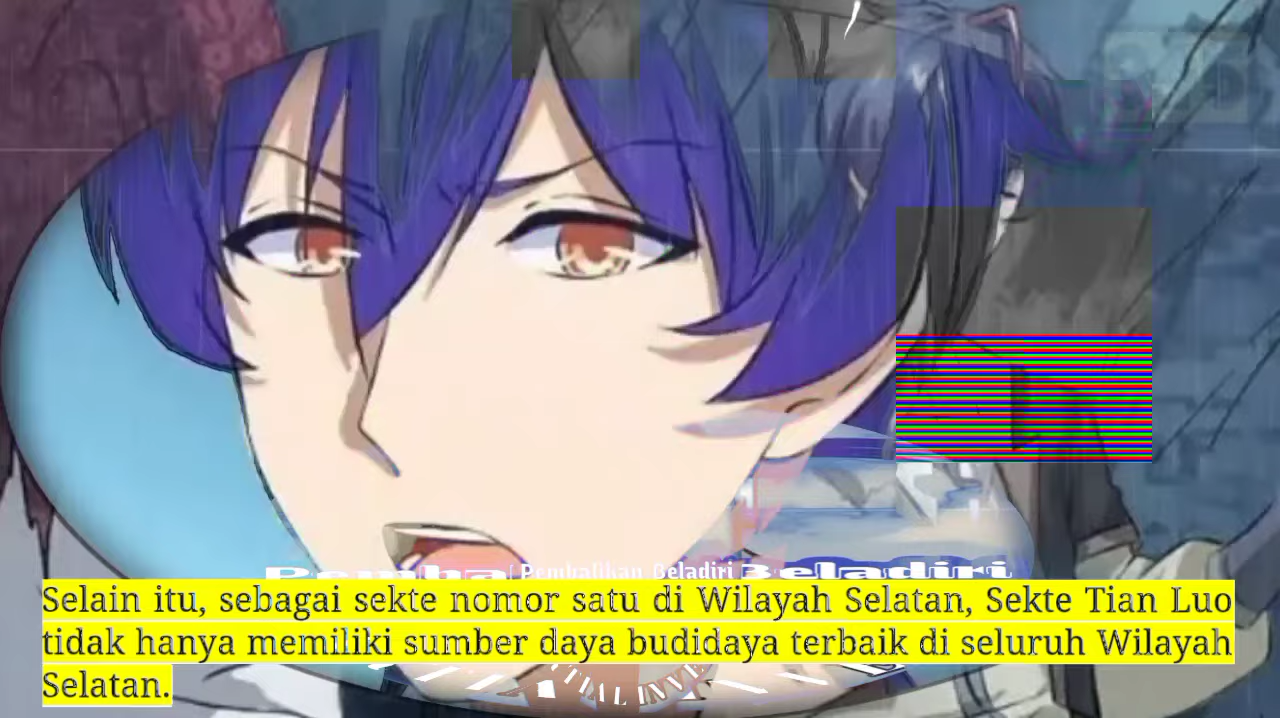 Pembalikan Beladiri
Beladiri
Selain itu, sebagai sekte nomor satu di Wilayah Selatan, Sekte Tian Luo
tidak hanya memiliki sumber daya budidaya terbaik di seluruh Wilayah
Selatan.